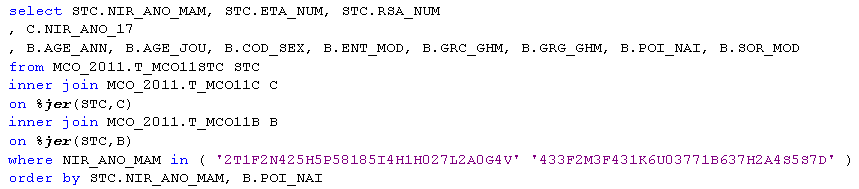 select STC.NIR_ANO_MAM, STC.ETA_NUM, STC.RSA_NUM
, C.NIR_ANO_17
, B.AGE_ANN, B.AGE_JOU, B.COD_SEX, B.ENT_MOD, B.GRC_GHM, B.GRG_GHM, B.POI_NAI, B.SOR_MOD
from MCO_2011.T_MCO11STC STC
inner join MCO_2011.T_MCO11C C
on %jer(STC,C)
inner join MCO_2011.T_MCO11B B
on %jer(STC,B)
where NIR_ANO_MAM in ( '2T1F2N425H5P58185I4H1H027L2A0G4V' '433F2M3F431K6U03771B637H2A4S5S7D' )
order by STC.NIR_ANO_MAM, B.POI_NAI